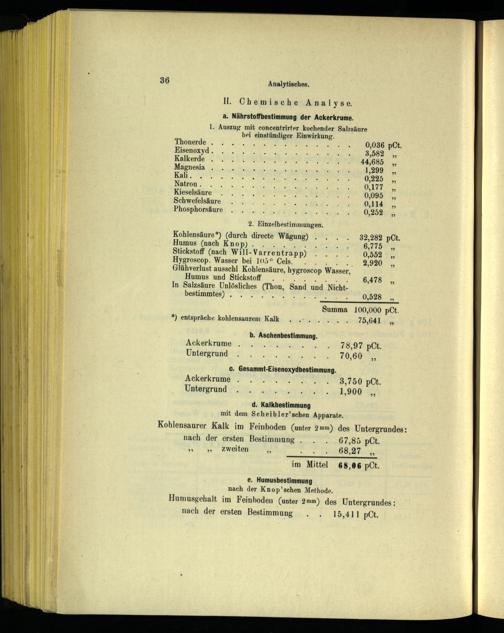 36
Analytisches.
II. Chemische Analyse.
a. Nährstoffbestimmung der Ackerkrume.
1. Auszug mit concentrirter kochender Salzsäure
bei einstündiger Einwirkung.
Thonerde . . . . . . . . . . . . . . 0,036 pCt.
Eisenoxyd . . . . . . . . . . . . . . 3,582 „
Kalkerde . . . . . . . . . . . . . . 44,685 „
Magnesia . . . . . . . . . . . . . . 1,299 „
Kali . . . . . . . . . . . . . . . . 0,225 „
Natron . . . . . . . . . . . . . . . 0,177 „
Kieselsäure . . . . . . . . . . . . . 0,095 „
Schwefelsäure . . . . . . . . . . . . 0,114 „
Phosphorsäure . . . . . . . . . . . . 0,252 „
2. Einzelbestimmungen.
Kohlensäure*) (durch directe Wägung) . . . . 32,282 pCt.
Humus (nach Knop) . . . . . . . . . . 6,775 „
Stickstoff (nach Will-Varrentrapp) . . . . 0,552 „
Hygroscop. Wasser bei 105° Cels. . . . . . 2,920 „
Glühverlust ausschl Kohlensäure, hygroscop Wasser,
Humus und Stickstoff . . . . . . . . 6,478 „
In Salzsäure Unlösliches (Thon, Sand und Nicht-
bestimmtes) . . . . . . . . . . . . 0,528 „
Summa 100,000 pCt.
*) entspräche kohlensaurem Kalk . . . . . . 75,641 „
b. Aschenbestimmung.
Ackerkrume . . . . . . . 78,97 pCt.
Untergrund . . . . . . . 70,60 „
c. Gesammt-Eisenoxydbestimmung.
Ackerkrume . . . . . . . 3,750 pCt.
Untergrund . . . . . . . 1,900 „
d. Kalkbestimmung
mit dem Scheibler'schen Apparate.
Kohlensaurer Kalk im Feinboden (unter 2mm) des Untergrundes:
nach der ersten Bestimmung . . . 67,85 pCt.
„ „ zweiten „ . . . 68,27 „
im Mittel 68,06 pCt.
e. Humusbestimmung
nach der Knop'schen Methode.
Humusgehalt im Feinboden (unter 2mm) des Untergrundes:
nach der ersten Bestimmung . . 15,411 pCt.